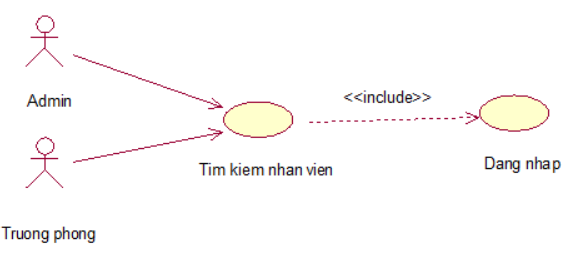 Admin
<<include>>
Tim kiem nhan vien
Dang nhap
Truong phong